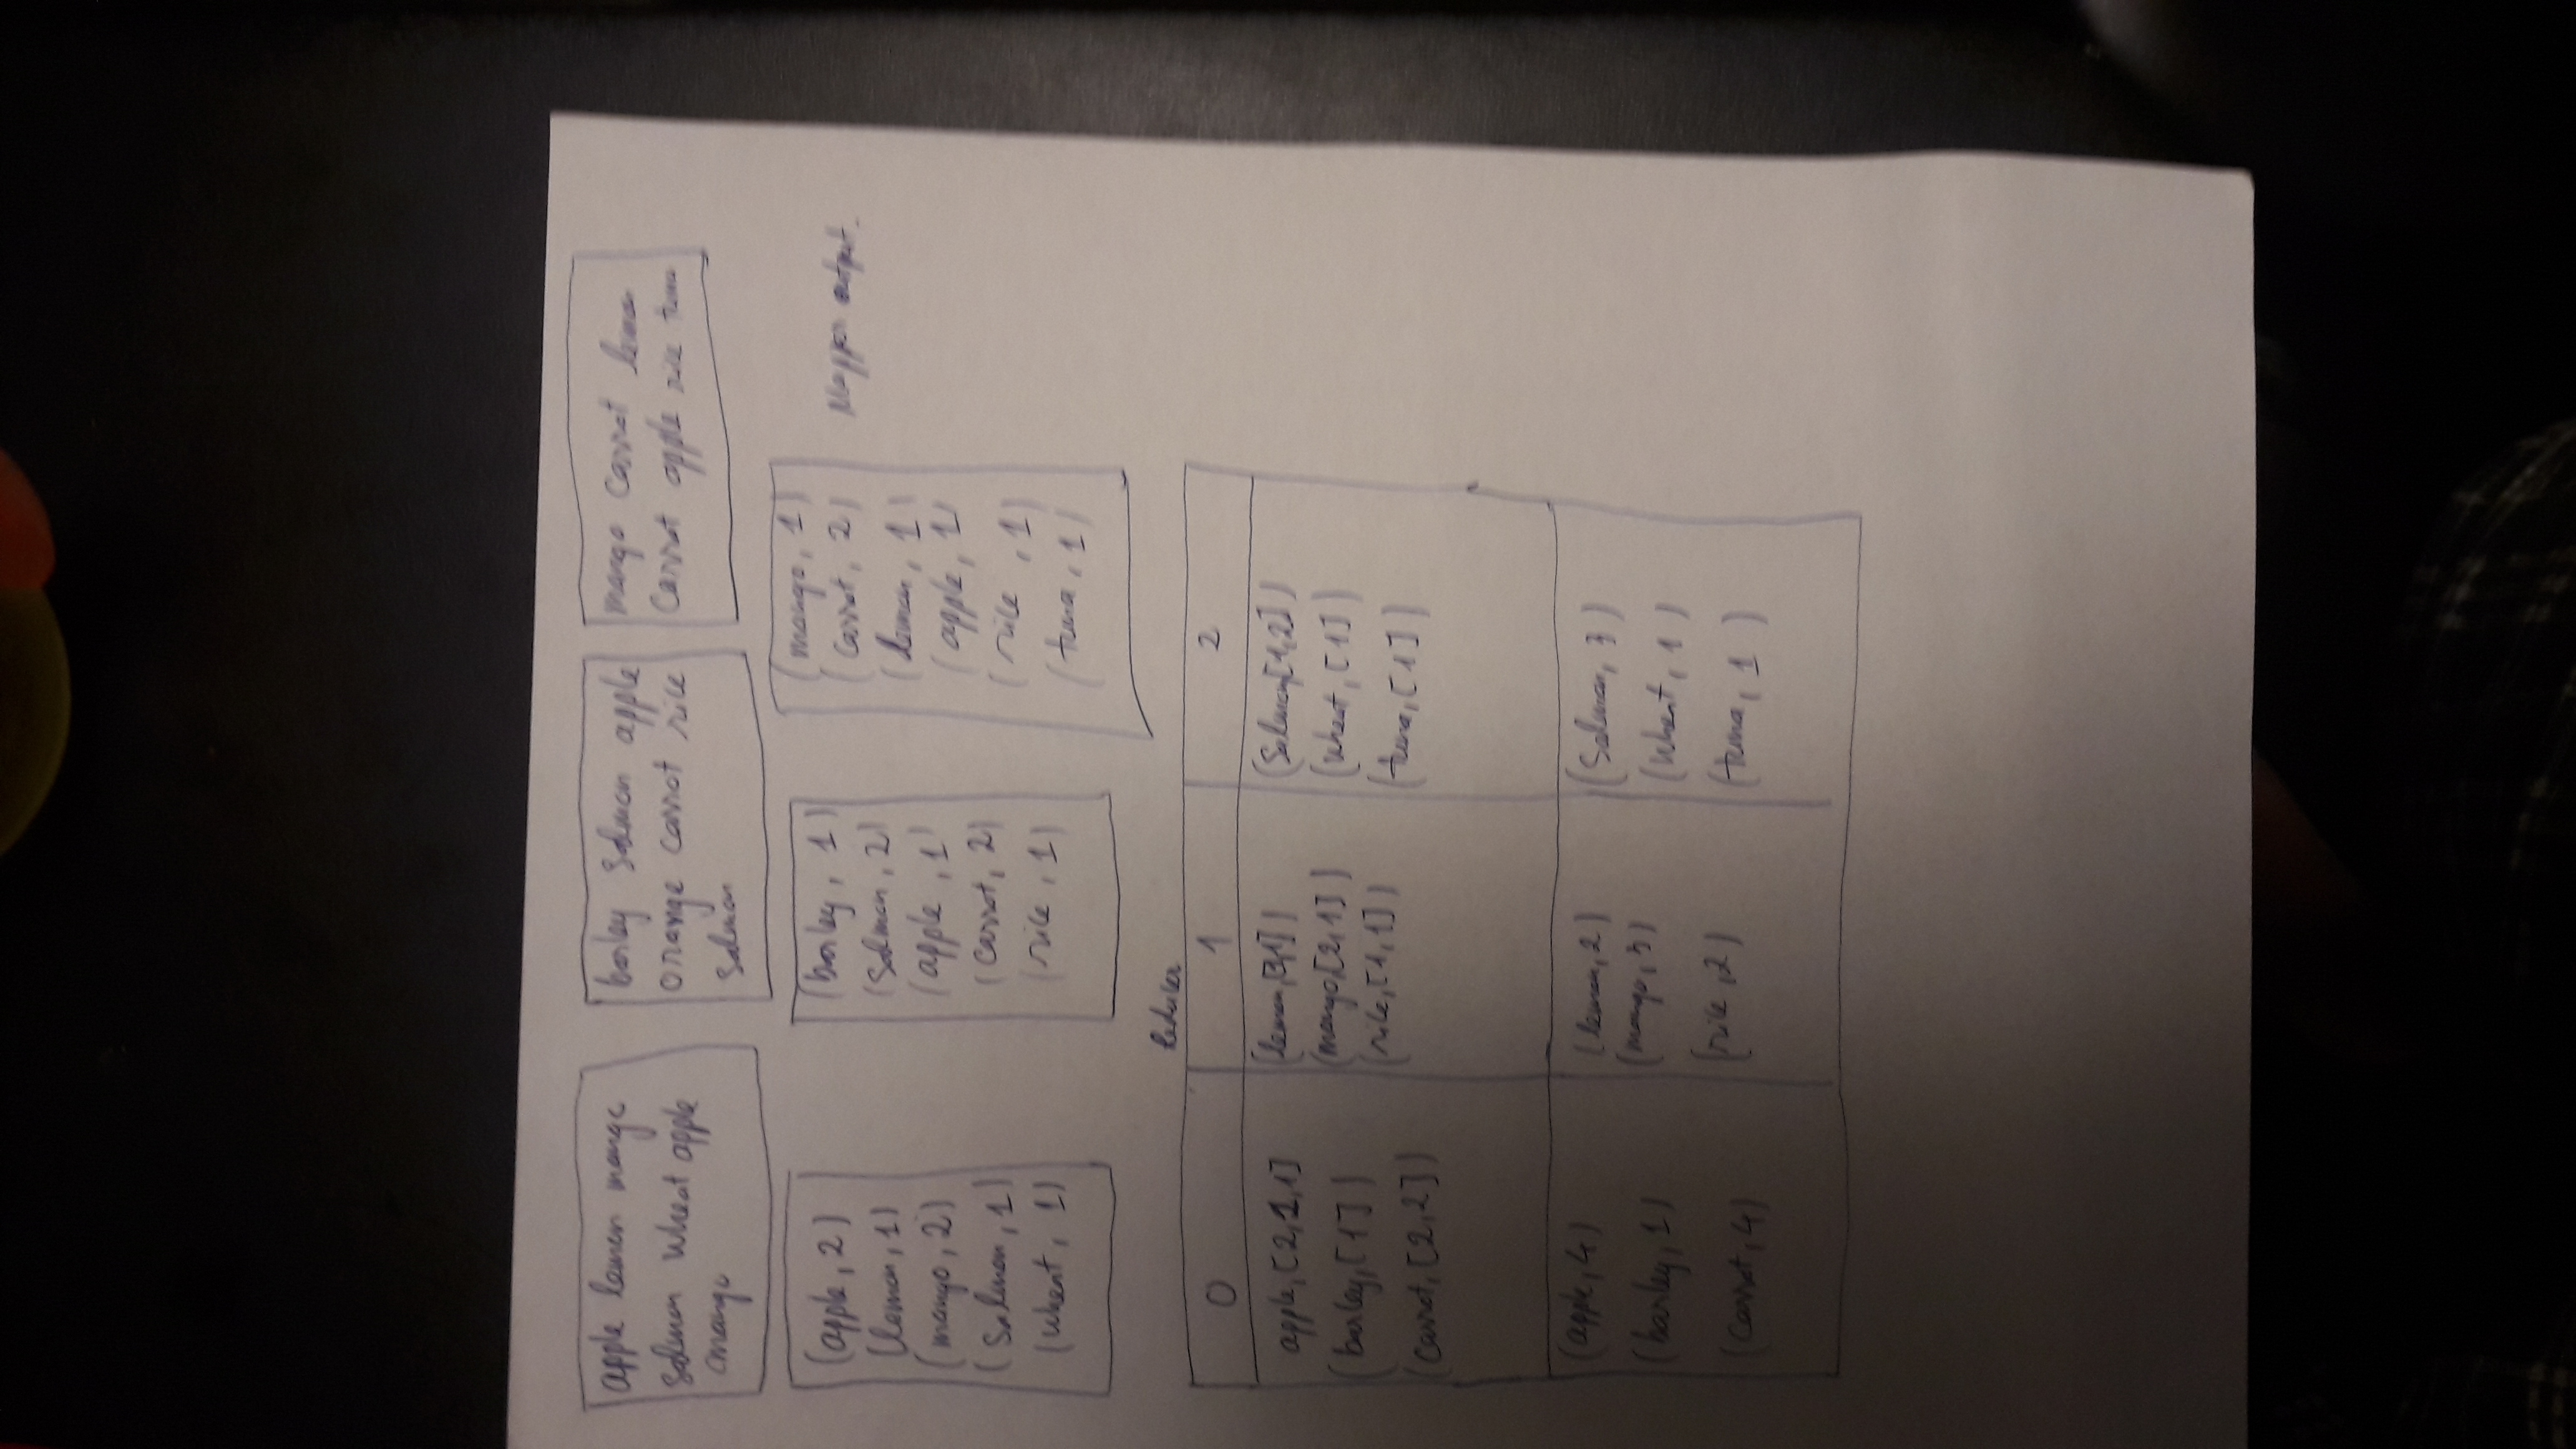 apple lemon mango
salmon wheat apple
mango
barley salmon apple
orange carrot rice
salmon
mango carrot lemon
carrot apple rice tuna
(apple, 2)
(lemon, 1)
(mango, 2)
(salmon, 1)
(wheat, 1)
(barley, 1)
(salmon, 2)
(apple, 1)
(carrot, 2)
(rice, 1)
(mango, 1)
(carrot, 2)
(lemon, 1)
(apple, 1)
(rice, 1)
(tuna, 1)
Mapper output.
Reducer
0 1 2
apple, [2,1,1]
(barley, [1])
(carrot, [2,2])
(lemon, [1])
(mango, [2,1])
(rice, [1,1])
(salmon, [1,2])
(wheat, [1])
(tuna, [1])
(apple, 4)
(barley, 1)
(carrot, 4)
(lemon, 2)
(mango, 3)
(rice, 2)
(salmon, 3)
(wheat, 1)
(tuna, 1)